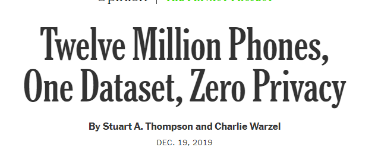 Twelve Million Phones,
One Dataset, Zero Privacy
By Stuart A. Thompson and Charlie Warzel
DEC. 19, 2019